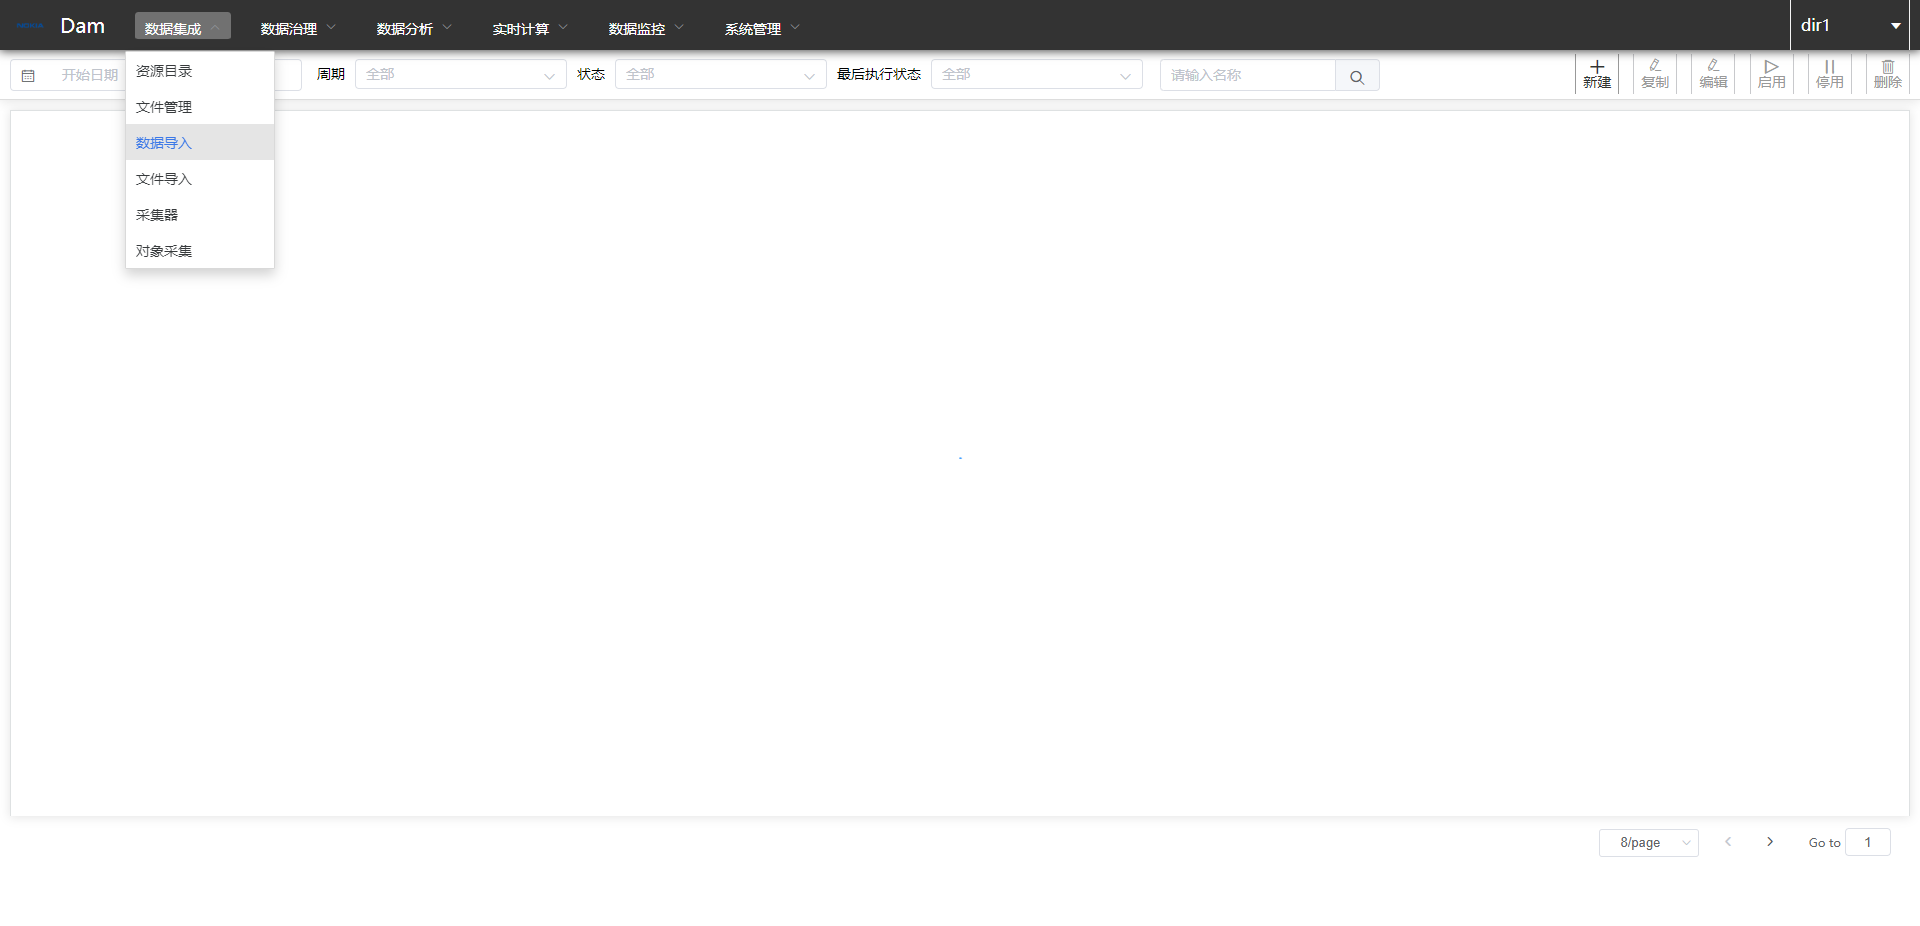 Dam 数据集成 数据治理 数据分析 实时计算 数据监控 系统管理 dir1
开始日期 周期 全部 状态 全部 最后执行状态 全部 请输入名称 新建 复制 编辑 启用 停用 删除
资源目录
文件管理
数据导入
文件导入
采集器
对象采集
8/page Go to 1